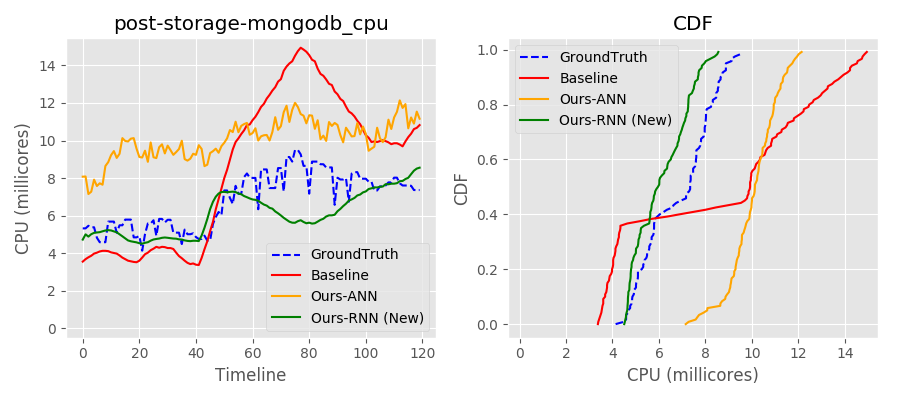 post-storage-mongodb_cpu
CPU (millicores)
14
12
10
8
6
4
2
0
GroundTruth
Baseline
Ours-ANN
Ours-RNN (New)
0 20 40 60 80 100 120
Timeline
CDF
CDF
1.0
0.8
0.6
0.4
0.2
0.0
GroundTruth
Baseline
Ours-ANN
Ours-RNN (New)
0 2 4 6 8 10 12 14
CPU (millicores)